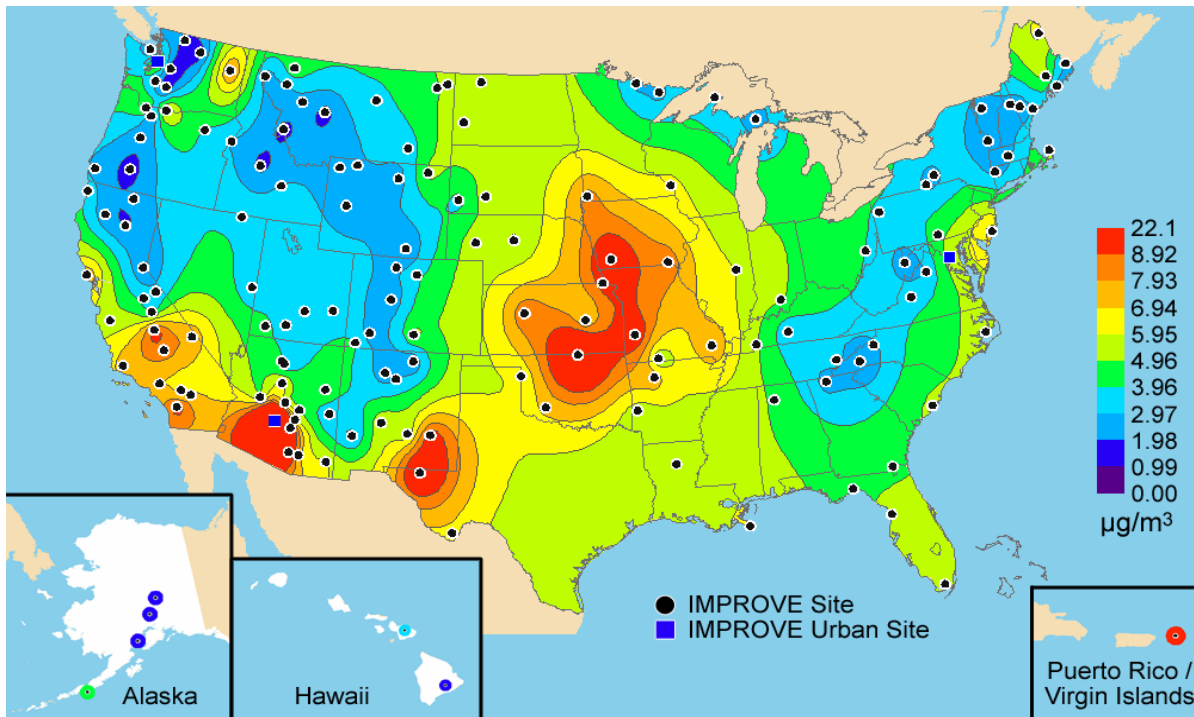 22.1
8.92
7.93
6.94
5.95
4.96
3.96
2.97
1.98
0.99
0.00
µg/m³
IMPROVE Site
IMPROVE Urban Site
Alaska
Hawaii
Puerto Rico /
Virgin Islands